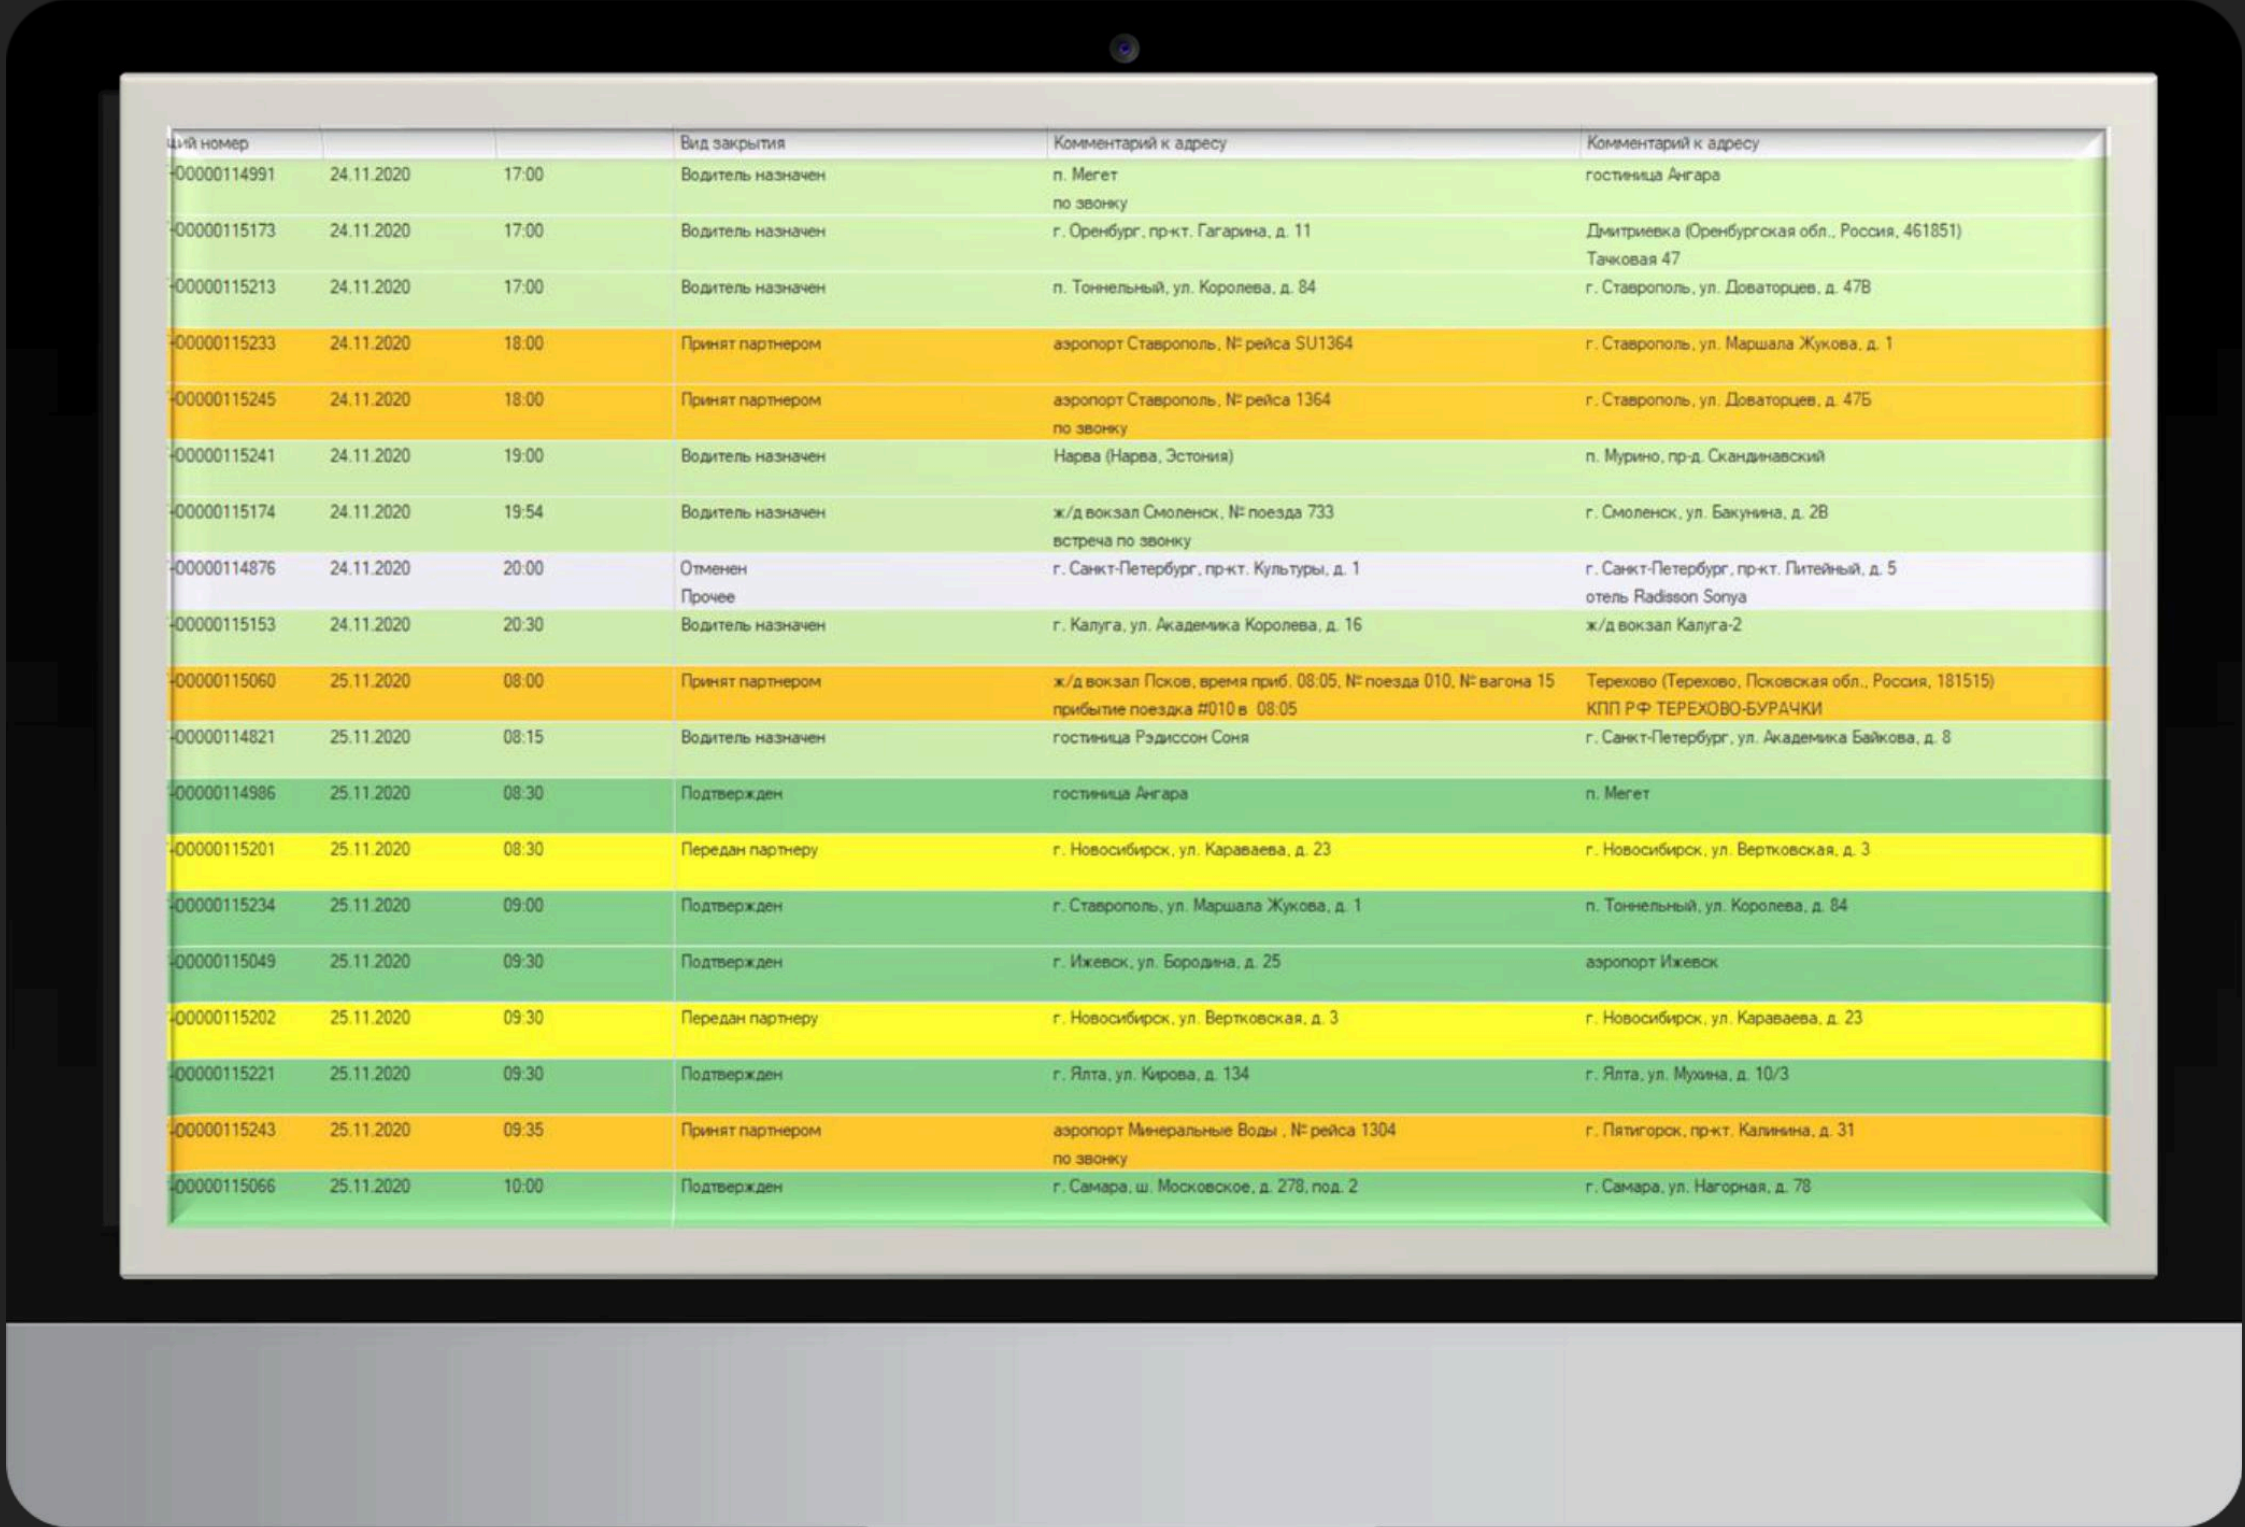 щий номер Вид закрытия Комментарий к адресу Комментарий к адресу
-00000114991 24.11.2020 17:00 Водитель назначен п. Мегет гостиница Ангара
по звонку
-00000115173 24.11.2020 17:00 Водитель назначен г. Оренбург, пр-кт. Гагарина, д. 11 Дмитриевка (Оренбургская обл., Россия, 461851)
Тачковая 47
-00000115213 24.11.2020 17:00 Водитель назначен п. Тоннельный, ул. Королева, д. 84 г. Ставрополь, ул. Доваторцев, д. 47В
-00000115233 24.11.2020 18:00 Принят партнером аэропорт Ставрополь, № рейса SU1364 г. Ставрополь, ул. Маршала Жукова, д. 1
-00000115245 24.11.2020 18:00 Принят партнером аэропорт Ставрополь, № рейса 1364 г. Ставрополь, ул. Доваторцев, д. 47Б
по звонку
-00000115241 24.11.2020 19:00 Водитель назначен Нарва (Нарва, Эстония) п. Мурино, пр-д. Скандинавский
-00000115174 24.11.2020 19:54 Водитель назначен ж/д вокзал Смоленск, № поезда 733 г. Смоленск, ул. Бакунина, д. 2В
встреча по звонку
-00000114876 24.11.2020 20:00 Отменен г. Санкт-Петербург, пр-кт. Культуры, д. 1 г. Санкт-Петербург, пр-кт. Литейный, д. 5
Прочее отель Radisson Sonya
-00000115153 24.11.2020 20:30 Водитель назначен г. Калуга, ул. Академика Королева, д. 16 ж/д вокзал Калуга-2
-00000115060 25.11.2020 08:00 Принят партнером ж/д вокзал Псков, время приб. 08:05, № поезда 010, № вагона 15 Терехово (Терехово, Псковская обл., Россия, 181515)
прибытие поездка #010 в 08:05 КПП РФ ТЕРЕХОВО-БУРАЧКИ
-00000114821 25.11.2020 08:15 Водитель назначен гостиница Рэдиссон Соня г. Санкт-Петербург, ул. Академика Байкова, д. 8
-00000114986 25.11.2020 08:30 Подтвержден гостиница Ангара п. Мегет
-00000115201 25.11.2020 08:30 Передан партнеру г. Новосибирск, ул. Караваева, д. 23 г. Новосибирск, ул. Вертковская, д. 3
-00000115234 25.11.2020 09:00 Подтвержден г. Ставрополь, ул. Маршала Жукова, д. 1 п. Тоннельный, ул. Королева, д. 84
-00000115049 25.11.2020 09:30 Подтвержден г. Ижевск, ул. Бородина, д. 25 аэропорт Ижевск
-00000115202 25.11.2020 09:30 Передан партнеру г. Новосибирск, ул. Вертковская, д. 3 г. Новосибирск, ул. Караваева, д. 23
-00000115221 25.11.2020 09:30 Подтвержден г. Ялта, ул. Кирова, д. 134 г. Ялта, ул. Мухина, д. 10/3
-00000115243 25.11.2020 09:35 Принят партнером аэропорт Минеральные Воды , № рейса 1304 г. Пятигорск, пр-кт. Калинина, д. 31
по звонку
-00000115066 25.11.2020 10:00 Подтвержден г. Самара, ш. Московское, д. 278, под. 2 г. Самара, ул. Нагорная, д. 78